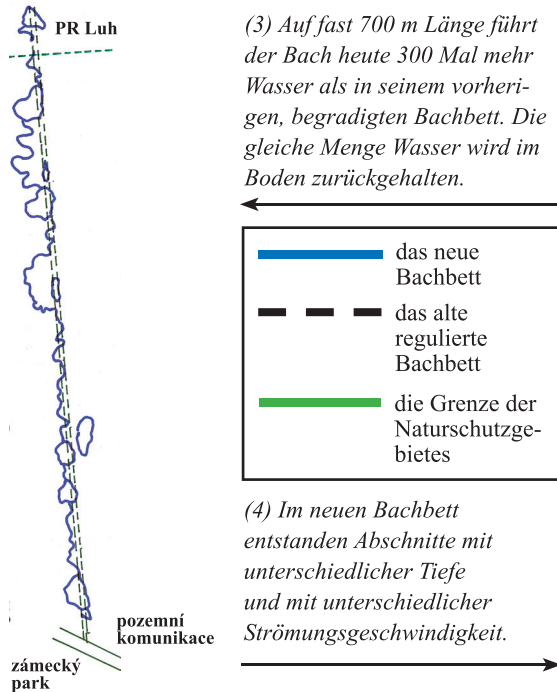 PR Luh
(3) Auf fast 700 m Länge führt
der Bach heute 300 Mal mehr
Wasser als in seinem vorheri-
gen, begradigten Bachbett. Die
gleiche Menge Wasser wird im
Boden zurückgehalten.
das neue
Bachbett
das alte
regulierte
Bachbett
die Grenze der
Naturschutzge-
bietes
(4) Im neuen Bachbett
entstanden Abschnitte mit
unterschiedlicher Tiefe
und mit unterschiedlicher
Strömungsgeschwindigkeit.
pozemní
komunikace
zámecký
park